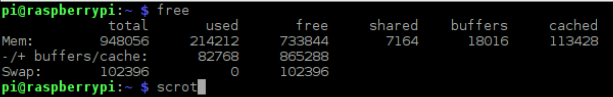 pi@raspberrypi:~ $ free
             total       used       free     shared    buffers     cached
Mem:        948056     214212     733844       7164      18016     113428
-/+ buffers/cache:      82768     865288
Swap:       102396          0     102396
pi@raspberrypi:~ $ scrot